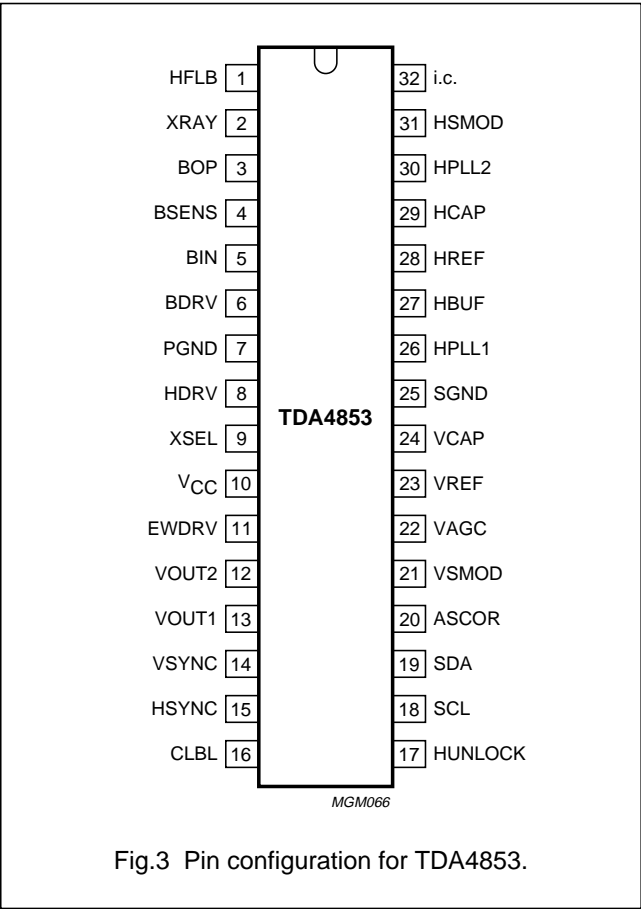 HFLB 1 32 i.c.
XRAY 2 31 HSMOD
BOP 3 30 HPLL2
BSENS 4 29 HCAP
BIN 5 28 HREF
BDRV 6 27 HBUF
PGND 7 26 HPLL1
HDRV 8 25 SGND
TDA4853
XSEL 9 24 VCAP
VCC 10 23 VREF
EWDRV 11 22 VAGC
VOUT2 12 21 VSMOD
VOUT1 13 20 ASCOR
VSYNC 14 19 SDA
HSYNC 15 18 SCL
CLBL 16 17 HUNLOCK
MGM066
Fig.3 Pin configuration for TDA4853.